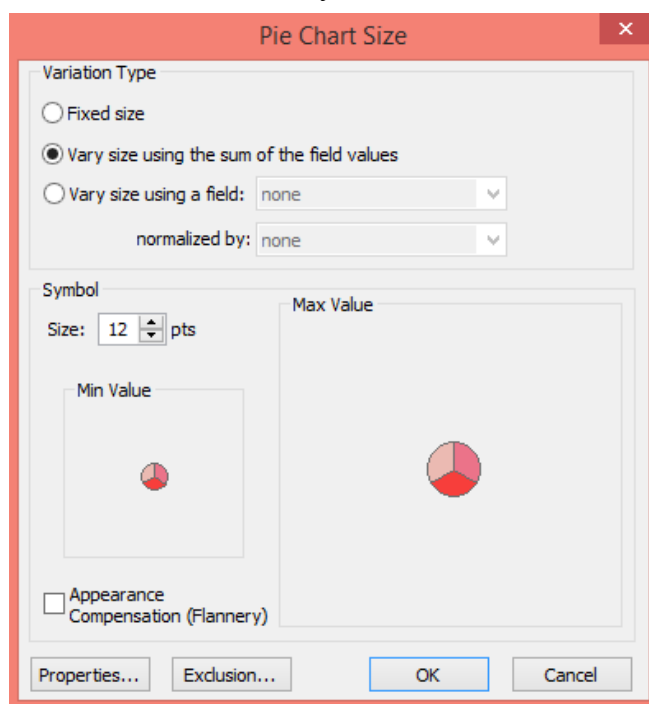 Pie Chart Size
×
Variation Type
Fixed size
Vary size using the sum of the field values
Vary size using a field: none
normalized by: none
Symbol
Size: 12 pts
Max Value
Min Value
Appearance
Compensation (Flannery)
Properties... Exclusion... OK Cancel